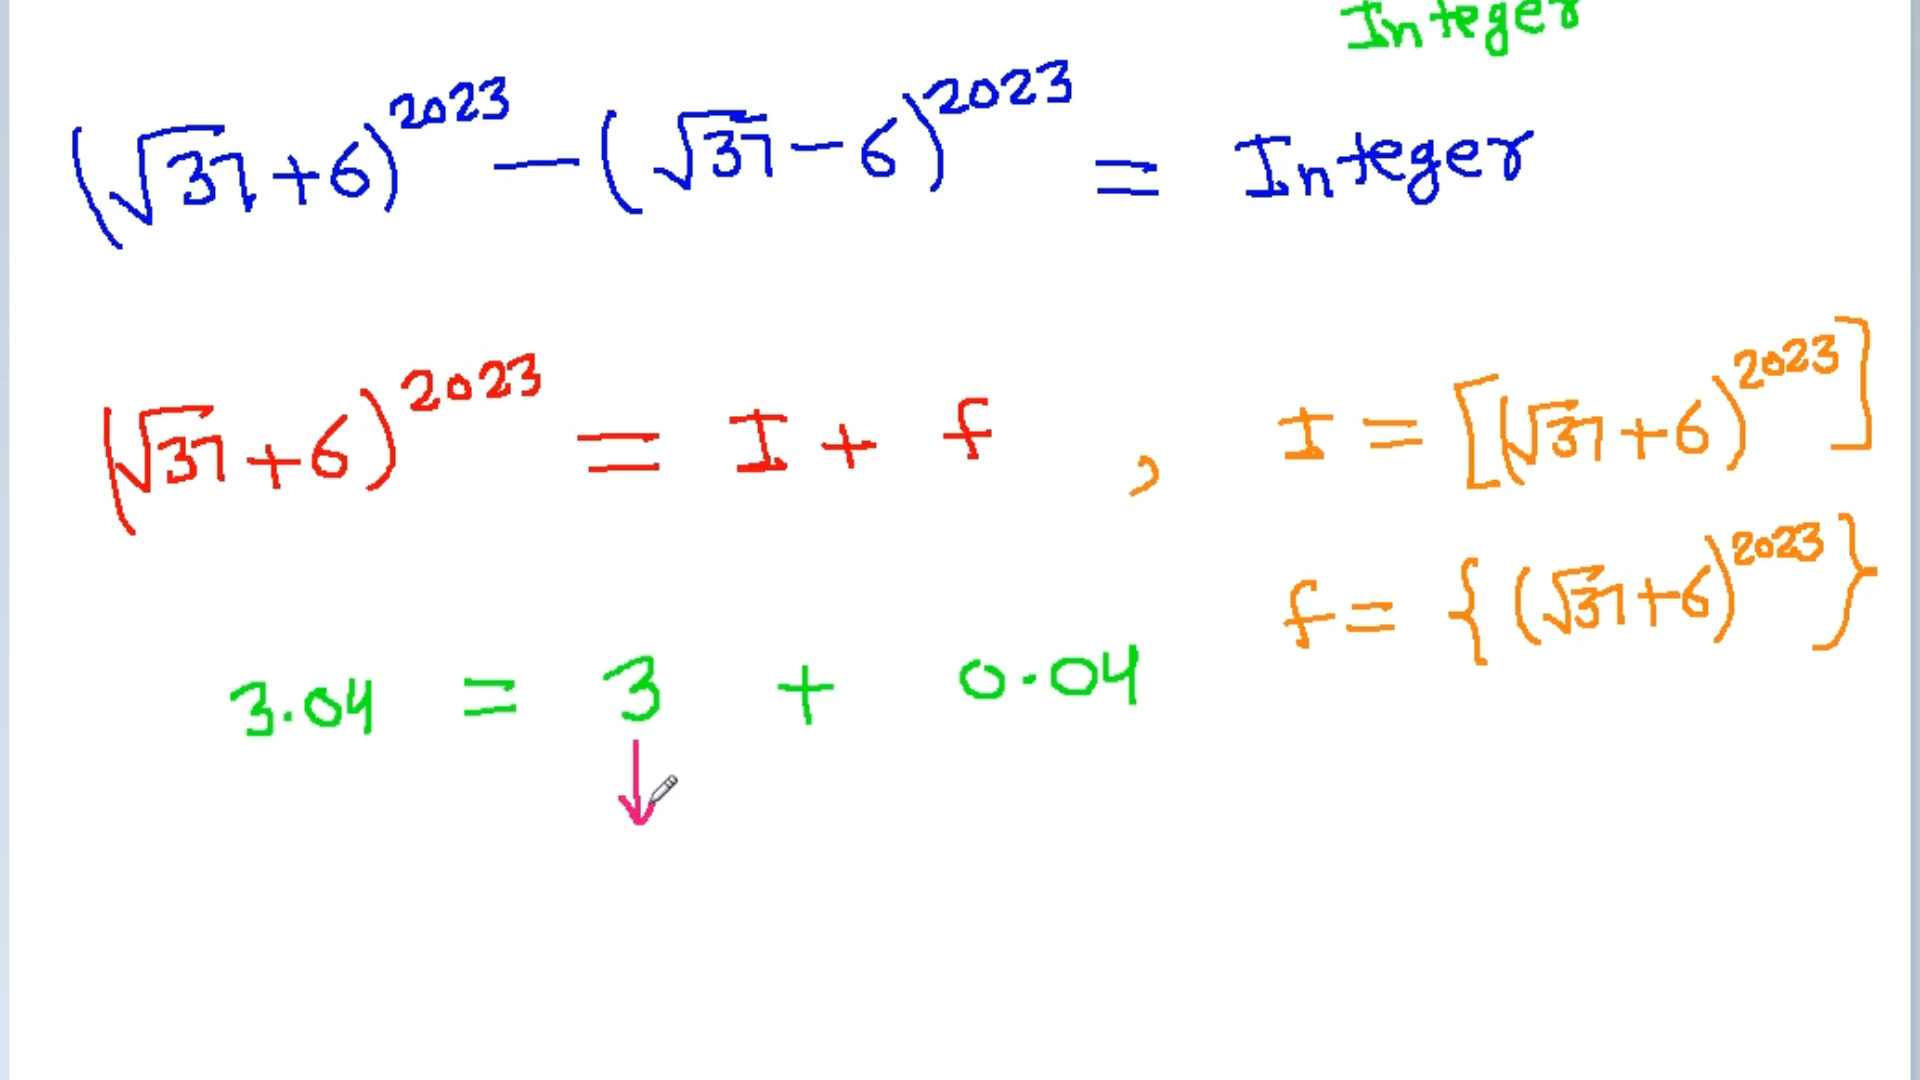 Integer
(√37+6)^2023 − (√37−6)^2023 = Integer
(√37+6)^2023 = I + f , I = [(√37+6)^2023]
f = {(√37+6)^2023}
3.04 = 3 + 0.04